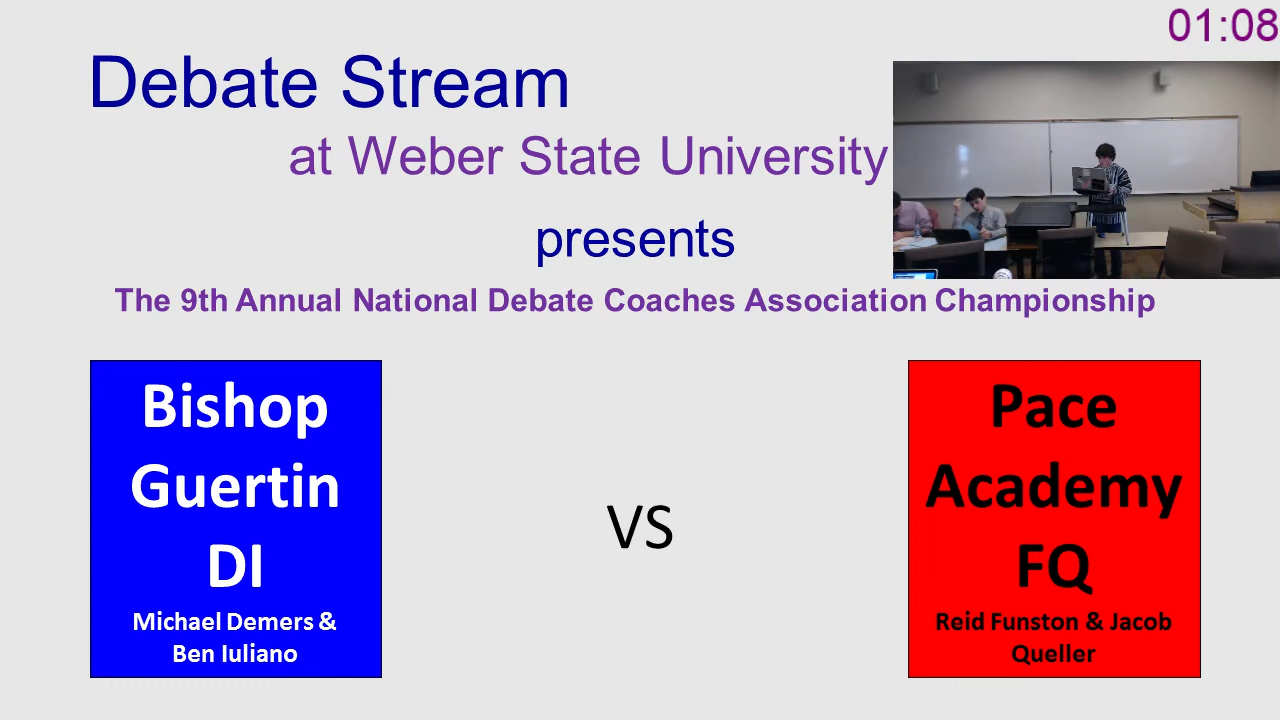 01:08
Debate Stream
at Weber State University
presents
The 9th Annual National Debate Coaches Association Championship
Bishop
Guertin
DI
Michael Demers &
Ben Iuliano
VS
Pace
Academy
FQ
Reid Funston & Jacob
Queller